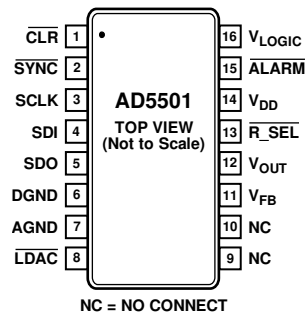 CLR 1
SYNC 2
SCLK 3
SDI 4
SDO 5
DGND 6
AGND 7
LDAC 8
AD5501
TOP VIEW
(Not to Scale)
16 VLOGIC
15 ALARM
14 VDD
13 R_SEL
12 VOUT
11 VFB
10 NC
9 NC
NC = NO CONNECT